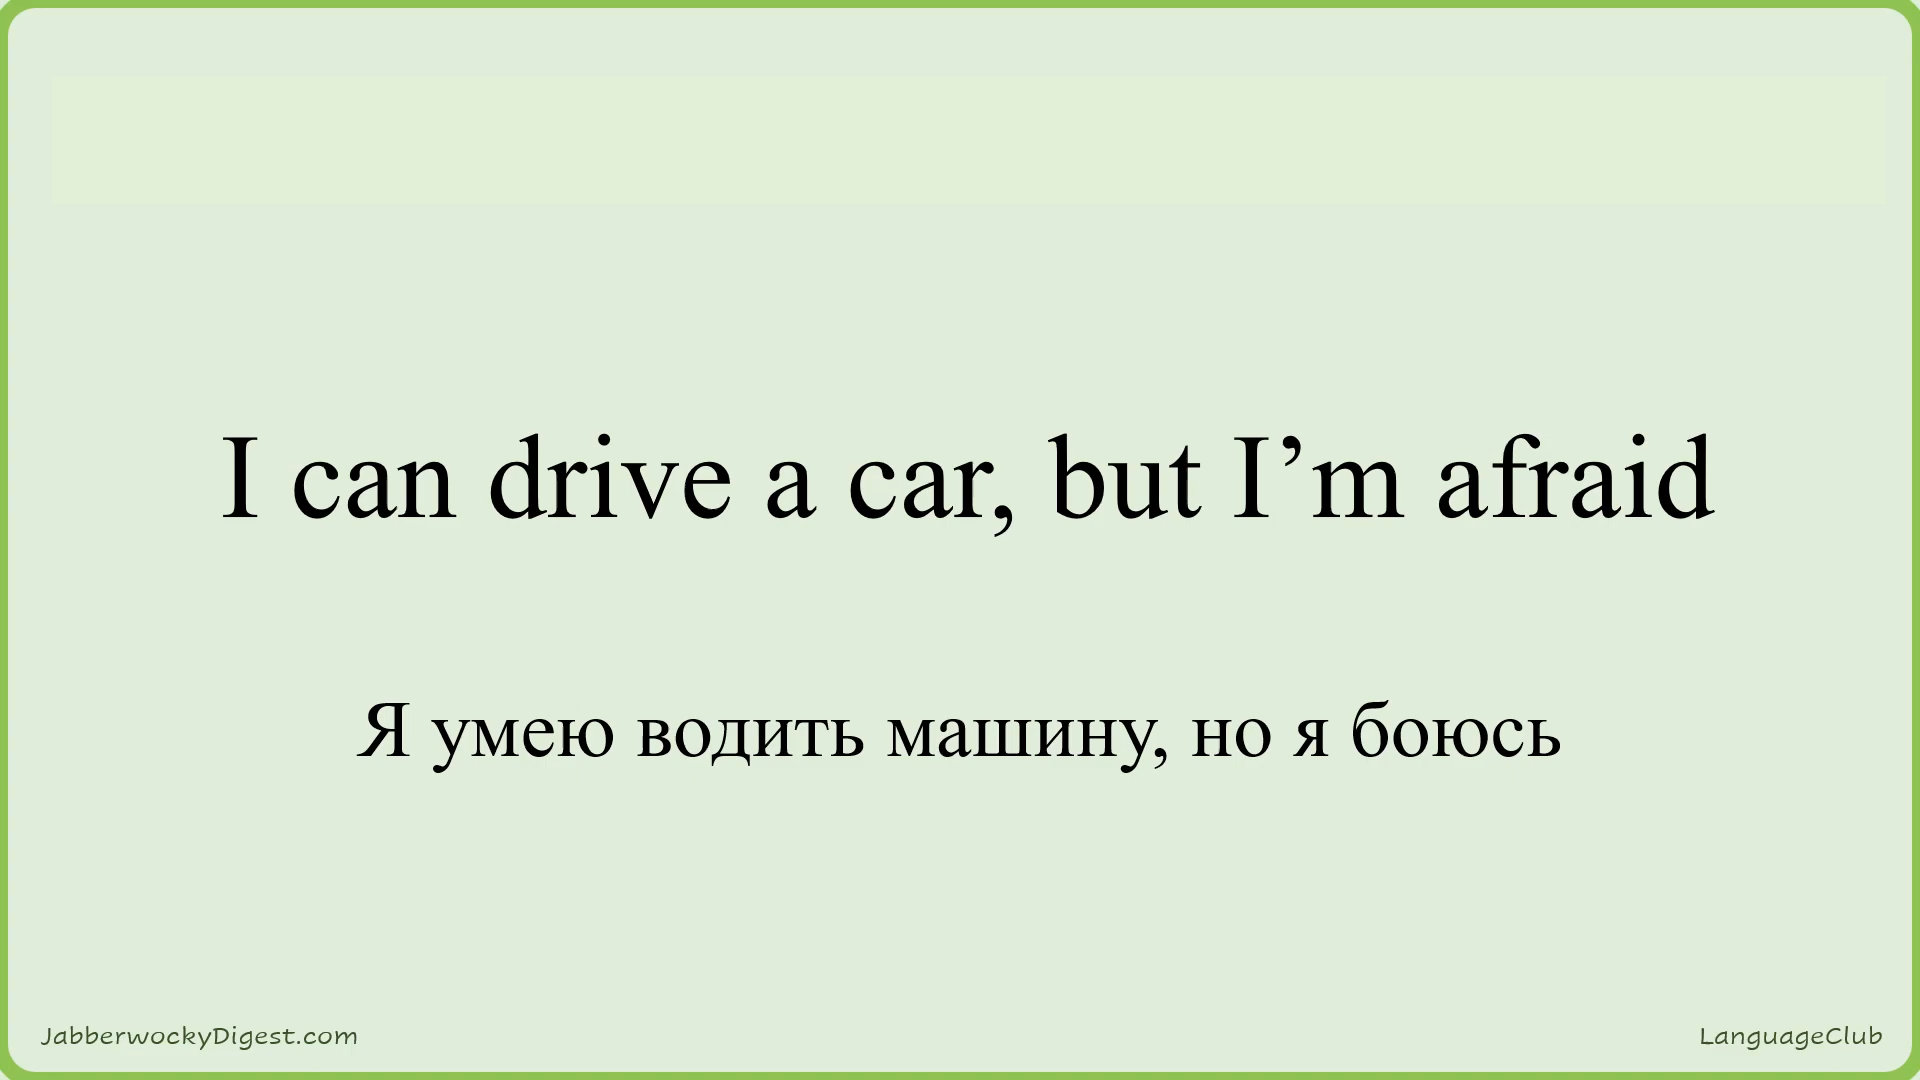 I can drive a car, but I’m afraid
Я умею водить машину, но я боюсь
JabberwockyDigest.com
LanguageClub